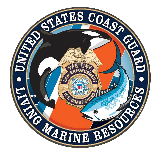 UNITED STATES COAST GUARD
LIVING MARINE RESOURCES